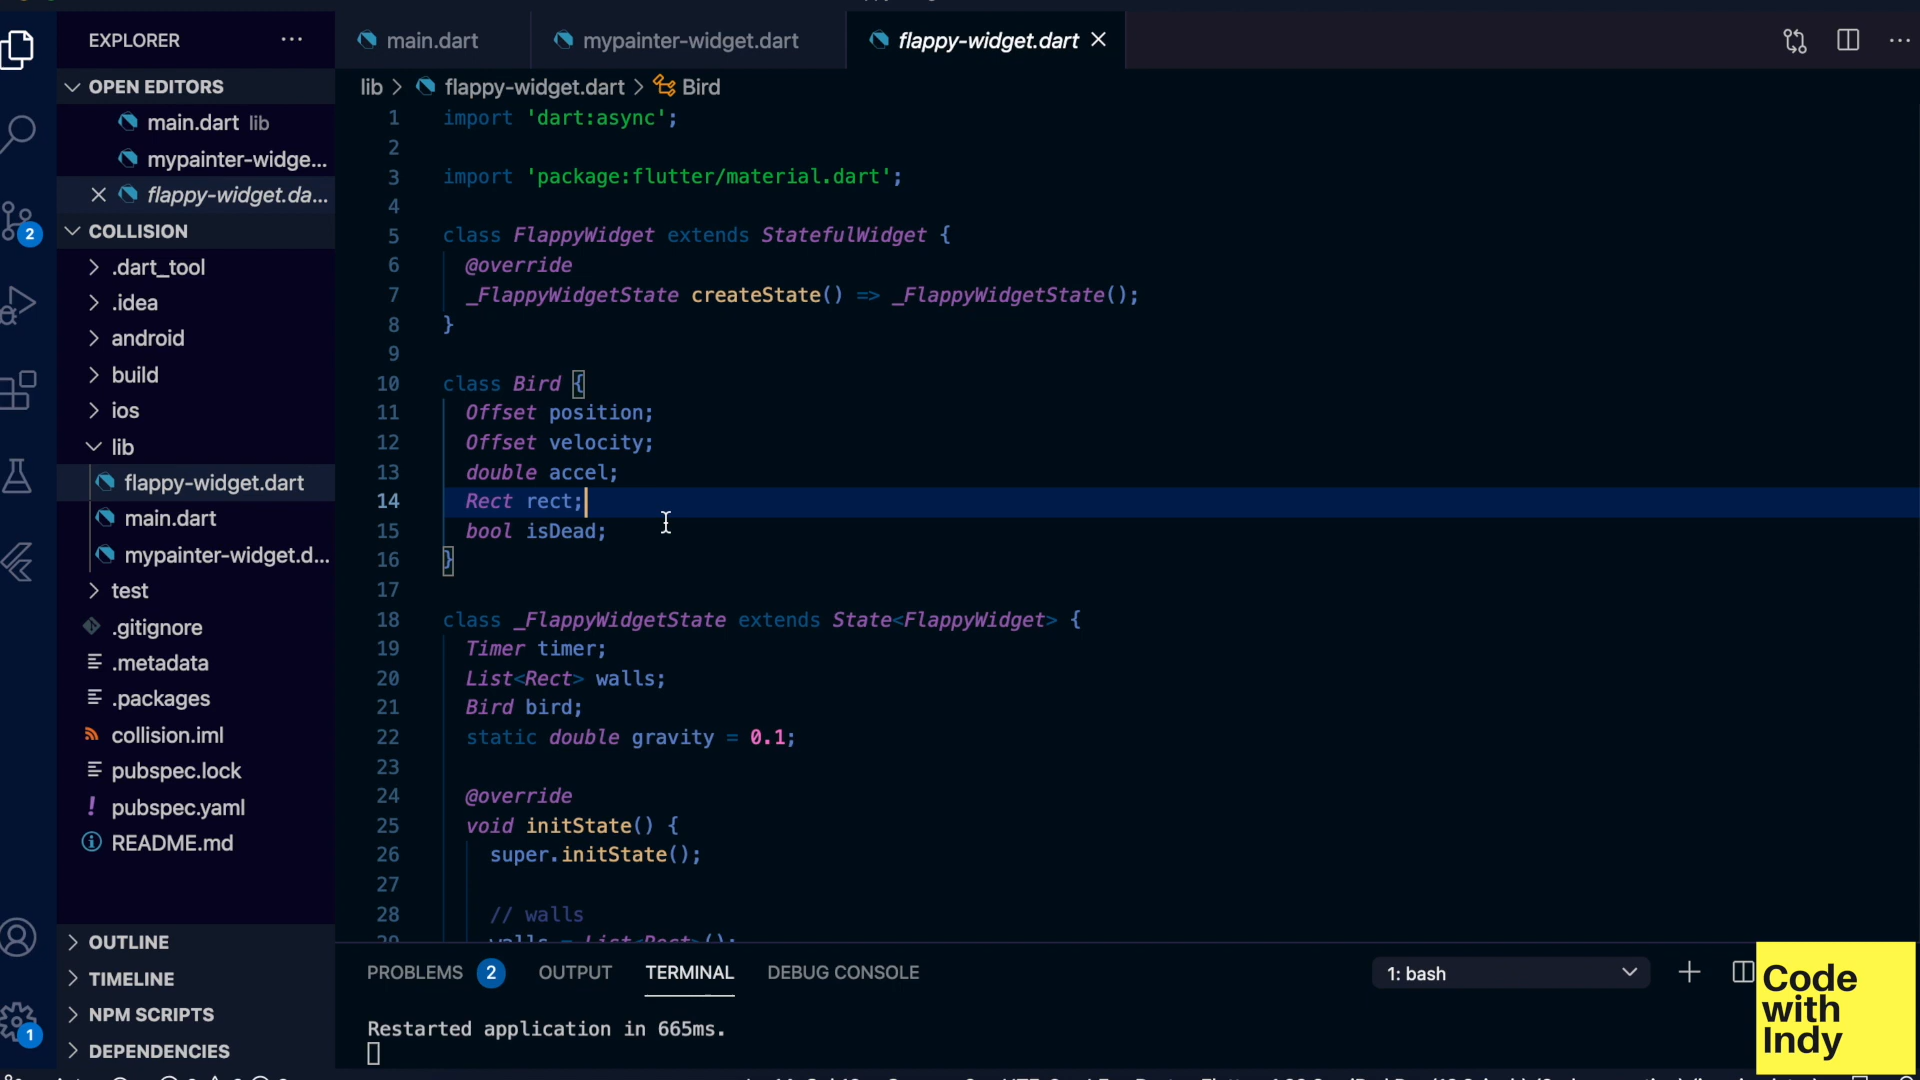 EXPLORER
main.dart
mypainter-widget.dart
flappy-widget.dart
OPEN EDITORS
main.dart lib
mypainter-widge...
flappy-widget.da...
COLLISION
.dart_tool
.idea
android
build
ios
lib
flappy-widget.dart
main.dart
mypainter-widget.d...
test
.gitignore
.metadata
.packages
collision.iml
pubspec.lock
pubspec.yaml
README.md
OUTLINE
TIMELINE
NPM SCRIPTS
DEPENDENCIES
2
1
lib > flappy-widget.dart > Bird
1 import 'dart:async';
2
3 import 'package:flutter/material.dart';
4
5 class FlappyWidget extends StatefulWidget {
6 @override
7 _FlappyWidgetState createState() => _FlappyWidgetState();
8 }
9
10 class Bird {
11 Offset position;
12 Offset velocity;
13 double accel;
14 Rect rect;
15 bool isDead;
16 }
17
18 class _FlappyWidgetState extends State<FlappyWidget> {
19 Timer timer;
20 List<Rect> walls;
21 Bird bird;
22 static double gravity = 0.1;
23
24 @override
25 void initState() {
26 super.initState();
27
28 // walls
29 walls = List<Rect>();
PROBLEMS 2 OUTPUT TERMINAL DEBUG CONSOLE
1: bash
Restarted application in 665ms.
Code
with
Indy